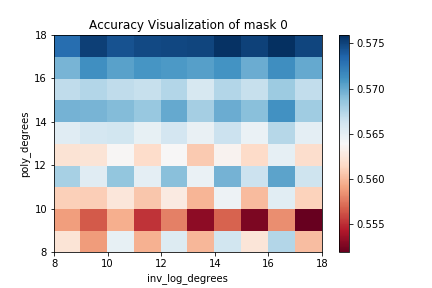 Accuracy Visualization of mask 0
18
16
14
12
10
8
poly_degrees
8 10 12 14 16 18
inv_log_degrees
0.575
0.570
0.565
0.560
0.555